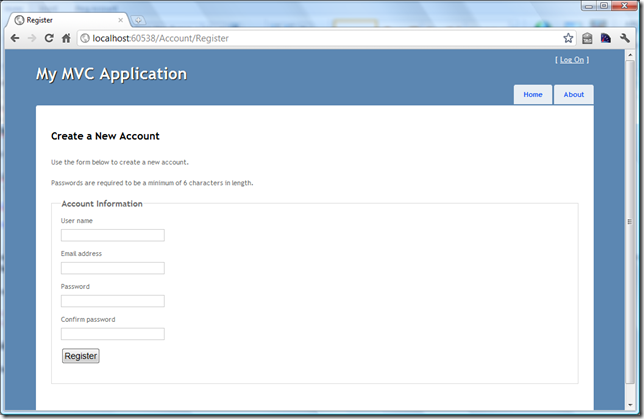 Register
localhost:60538/Account/Register
[ Log On ]
My MVC Application
Home
About
Create a New Account
Use the form below to create a new account.
Passwords are required to be a minimum of 6 characters in length.
Account Information
User name
Email address
Password
Confirm password
Register